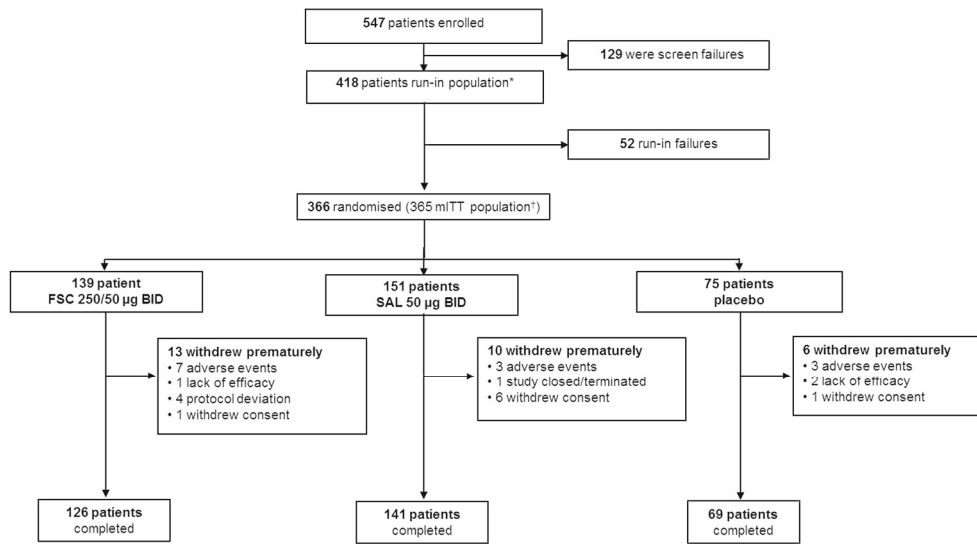 547 patients enrolled
129 were screen failures
418 patients run-in population*
52 run-in failures
366 randomised (365 mITT population†)
139 patient
FSC 250/50 µg BID
151 patients
SAL 50 µg BID
75 patients
placebo
13 withdrew prematurely
• 7 adverse events
• 1 lack of efficacy
• 4 protocol deviation
• 1 withdrew consent
10 withdrew prematurely
• 3 adverse events
• 1 study closed/terminated
• 6 withdrew consent
6 withdrew prematurely
• 3 adverse events
• 2 lack of efficacy
• 1 withdrew consent
126 patients
completed
141 patients
completed
69 patients
completed